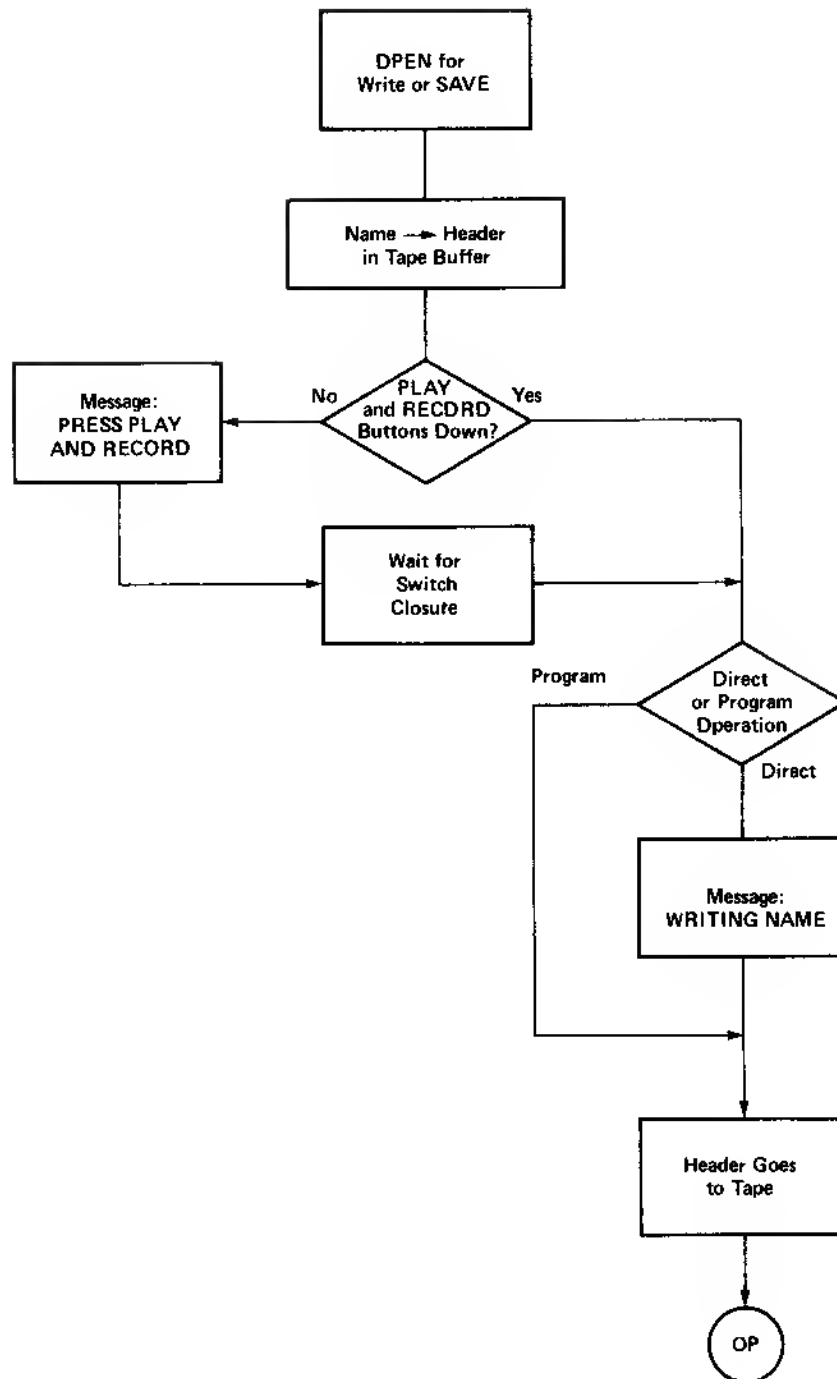 DPEN for
Write or SAVE
Name → Header
in Tape Buffer
No
PLAY
and RECDRD
Buttons Down?
Yes
Message:
PRESS PLAY
AND RECORD
Wait for
Switch
Closure
Program
Direct
or Program
Dperation
Direct
Message:
WRITING NAME
Header Goes
to Tape
OP